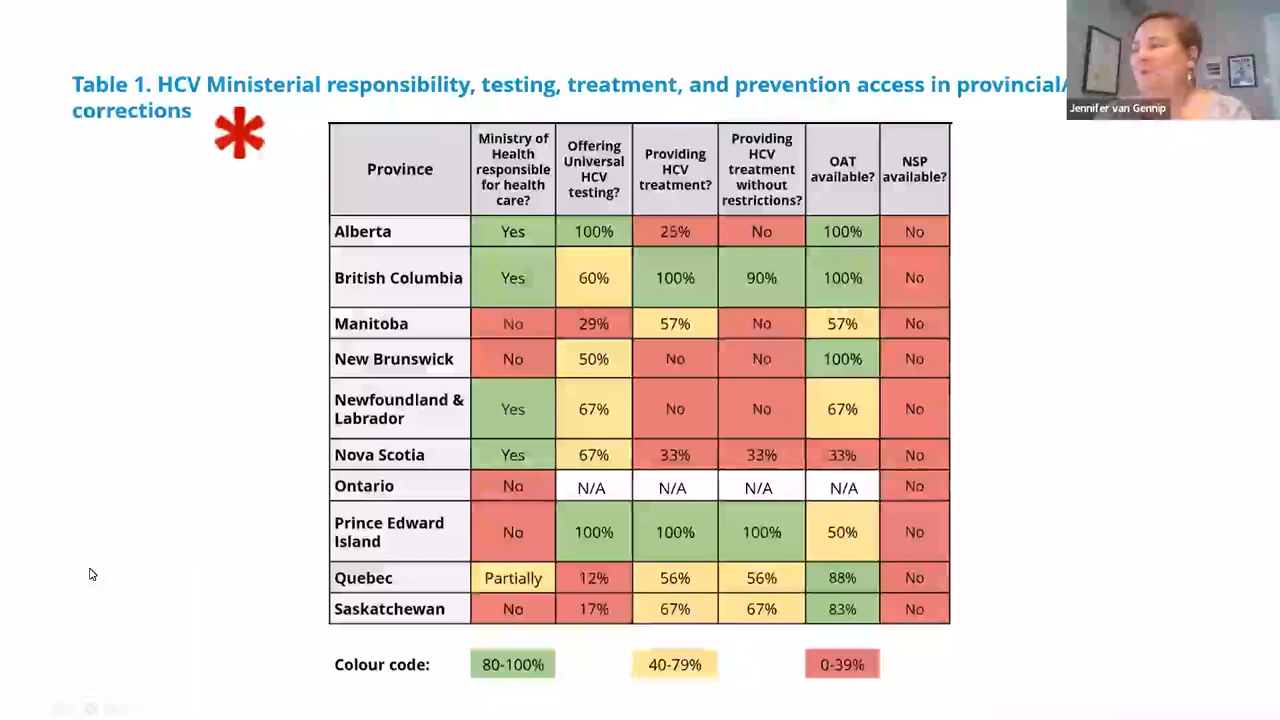 Table 1. HCV Ministerial responsibility, testing, treatment, and prevention access in provincial/
corrections
Jennifer van Gennip
Province
Ministry of
Health
responsible
for health
care?
Offering
Universal
HCV
testing?
Providing
HCV
treatment?
Providing
HCV
treatment
without
restrictions?
OAT
available?
NSP
available?
Alberta Yes 100% 25% No 100% No
British Columbia Yes 60% 100% 90% 100% No
Manitoba No 29% 57% No 57% No
New Brunswick No 50% No No 100% No
Newfoundland &
Labrador Yes 67% No No 67% No
Nova Scotia Yes 67% 33% 33% 33% No
Ontario No N/A N/A N/A N/A No
Prince Edward
Island No 100% 100% 100% 50% No
Quebec Partially 12% 56% 56% 88% No
Saskatchewan No 17% 67% 67% 83% No
Colour code: 80-100% 40-79% 0-39%